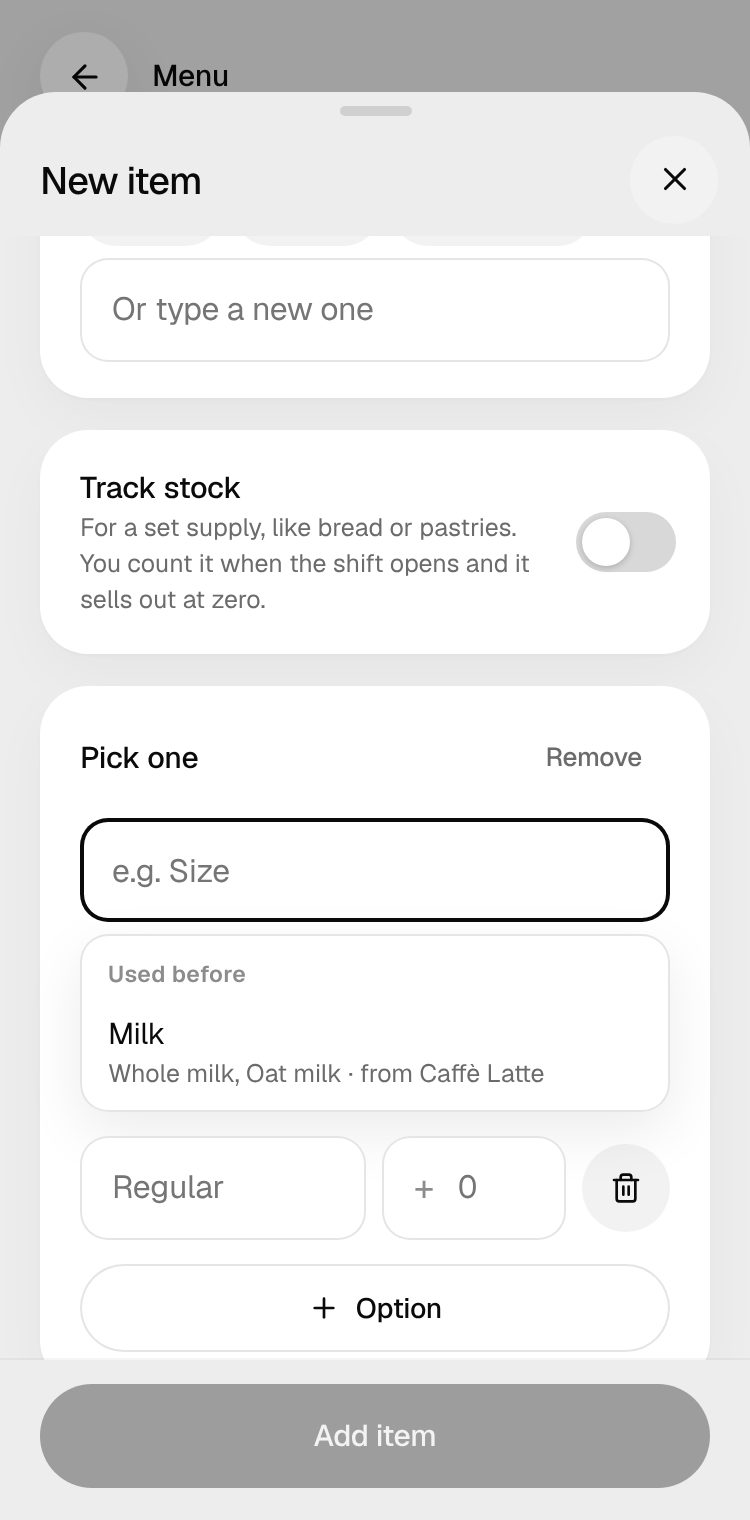 Menu
New item
Or type a new one
Track stock
For a set supply, like bread or pastries.
You count it when the shift opens and it
sells out at zero.
Pick one
Remove
e.g. Size
Used before
Milk
Whole milk, Oat milk · from Caffè Latte
Regular
+ 0
+ Option
Add item